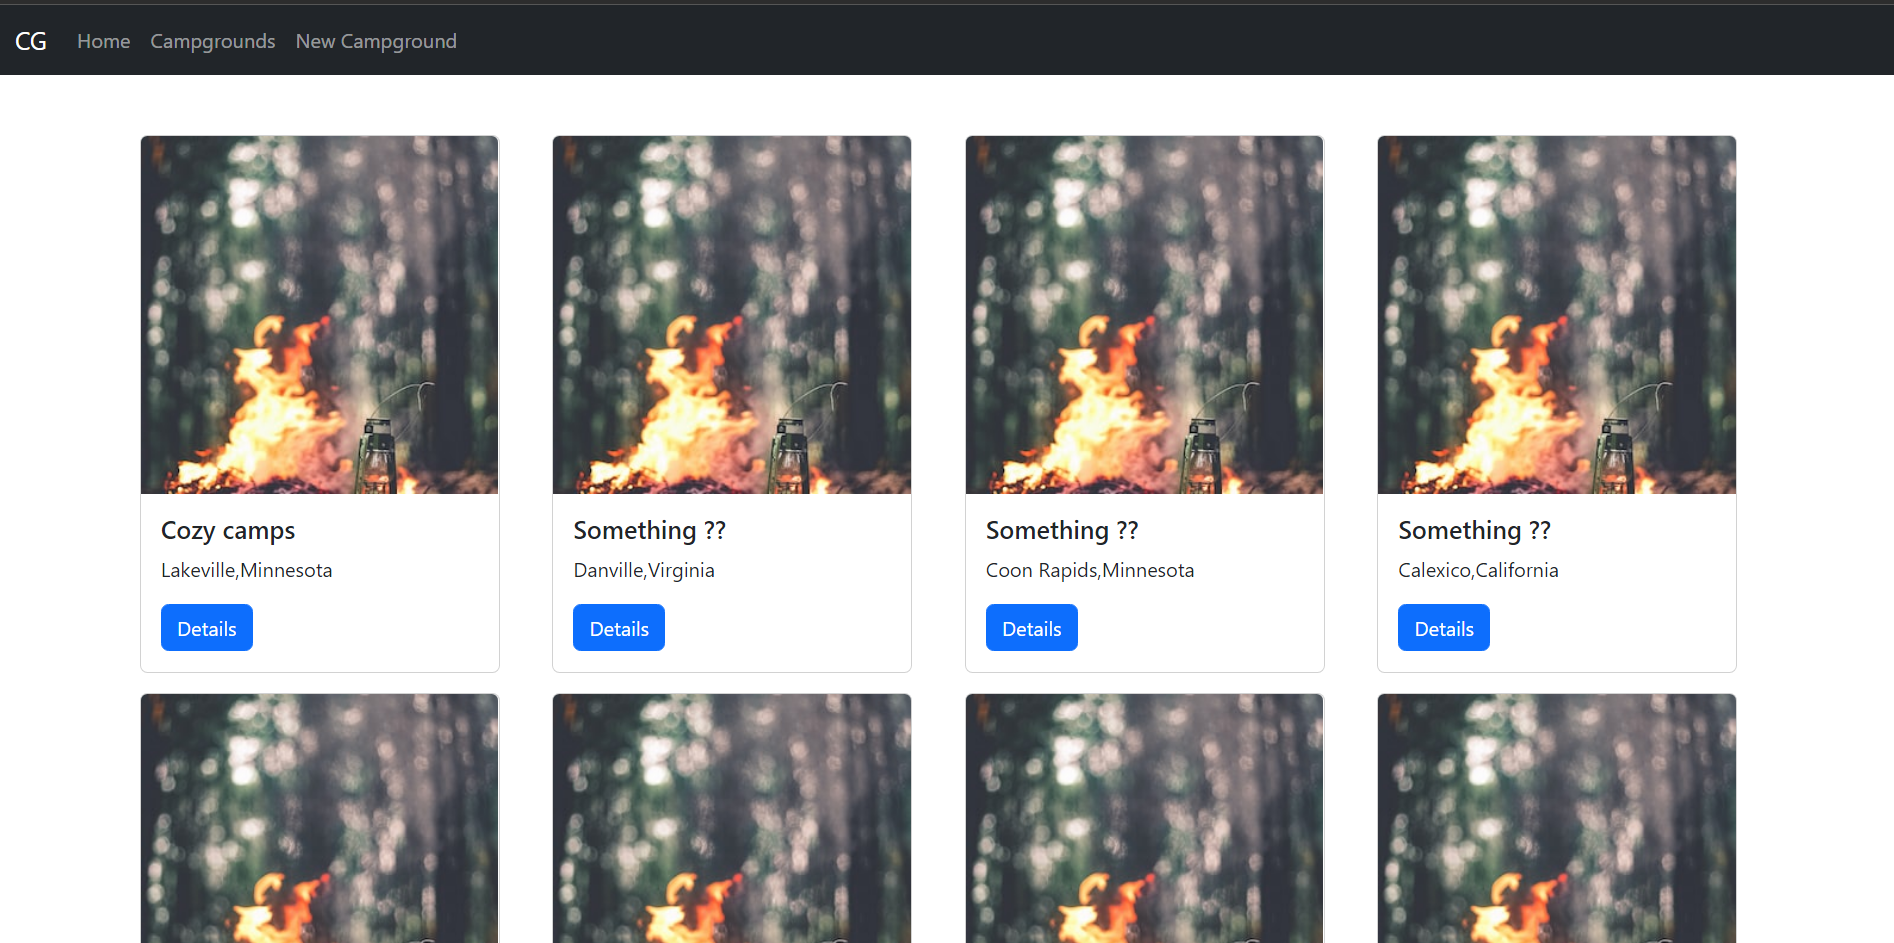 CG Home Campgrounds New Campground
Cozy camps
Lakeville,Minnesota
Details
Something ??
Danville,Virginia
Details
Something ??
Coon Rapids,Minnesota
Details
Something ??
Calexico,California
Details